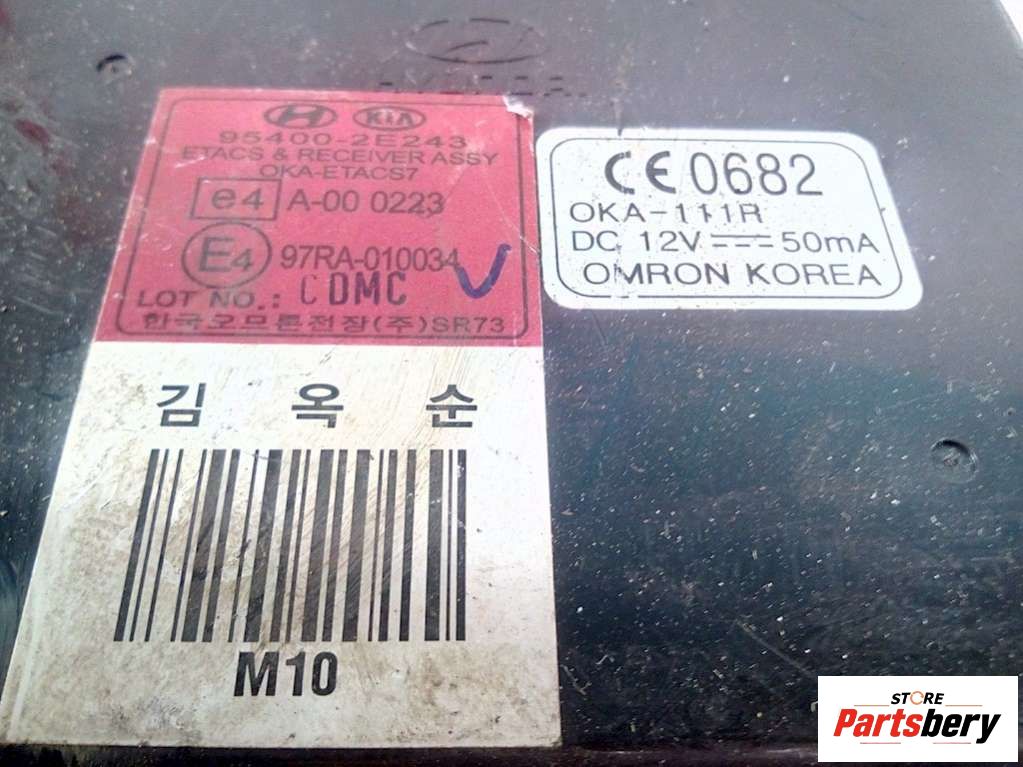 KIA
95400-2E243
ETACS & RECEIVER ASSY
OKA-ETACS7
e4 A-00 0223
E4 97RA-010034
LOT NO.: C DMC
한국오므론전장(주)SR73
김 옥 순
M10
CE 0682
OKA-111R
DC 12V 50mA
OMRON KOREA
STORE
Partsbery